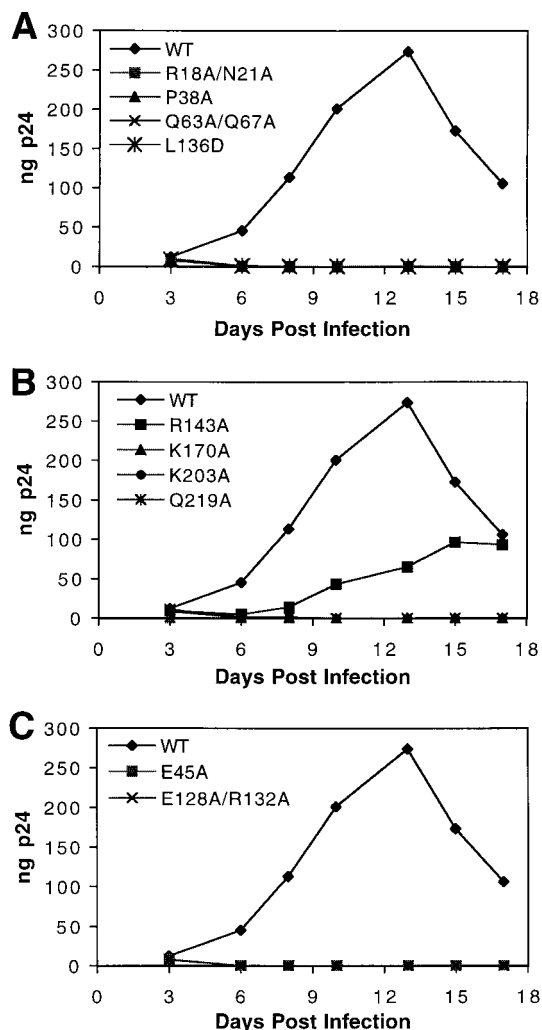 A
300
250
200
150
100
50
0
ng p24
WT
R18A/N21A
P38A
Q63A/Q67A
L136D
0 3 6 9 12 15 18
Days Post Infection
B
300
250
200
150
100
50
0
ng p24
WT
R143A
K170A
K203A
Q219A
0 3 6 9 12 15 18
Days Post Infection
C
300
250
200
150
100
50
0
ng p24
WT
E45A
E128A/R132A
0 3 6 9 12 15 18
Days Post Infection